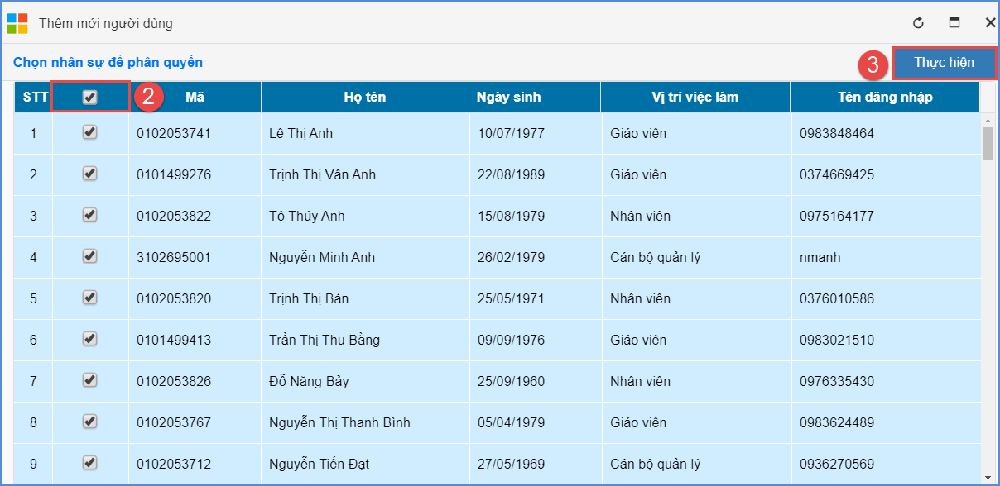 Thêm mới người dùng
Chọn nhân sự để phân quyền
3 Thực hiện
STT 2 Mã Họ tên Ngày sinh Vị trí việc làm Tên đăng nhập
1 0102053741 Lê Thị Anh 10/07/1977 Giáo viên 0983848464
2 0101499276 Trịnh Thị Vân Anh 22/08/1989 Giáo viên 0374669425
3 0102053822 Tô Thúy Anh 15/08/1979 Nhân viên 0975164177
4 3102695001 Nguyễn Minh Anh 26/02/1979 Cán bộ quản lý nmanh
5 0102053820 Trịnh Thị Bản 25/05/1971 Nhân viên 0376010586
6 0101499413 Trần Thị Thu Bằng 09/09/1976 Giáo viên 0983021510
7 0102053826 Đỗ Năng Bảy 25/09/1960 Nhân viên 0976335430
8 0102053767 Nguyễn Thị Thanh Bình 05/04/1979 Giáo viên 0983624489
9 0102053712 Nguyễn Tiến Đạt 27/05/1969 Cán bộ quản lý 0936270569